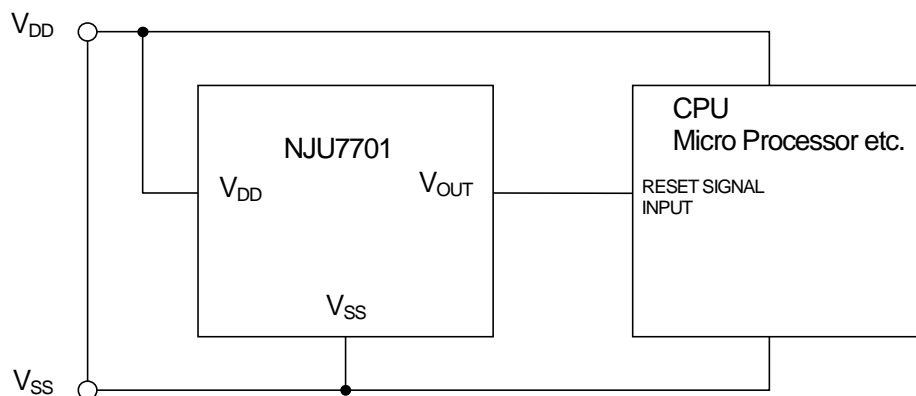 VDD
NJU7701
VDD
VOUT
VSS
CPU
Micro Processor etc.
RESET SIGNAL
INPUT
VSS